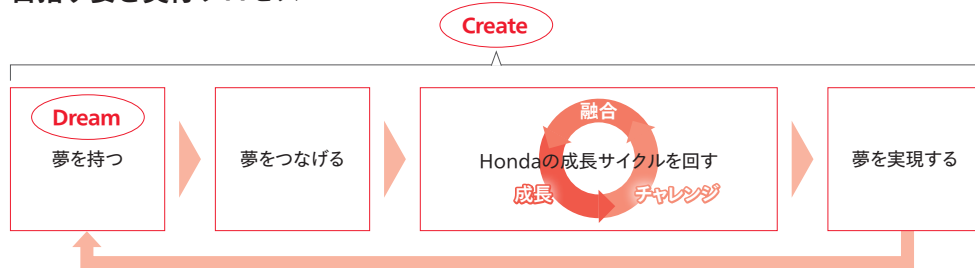 Create
Dream
夢を持つ
夢をつなげる
融合
Hondaの成長サイクルを回す
成長
チャレンジ
夢を実現する